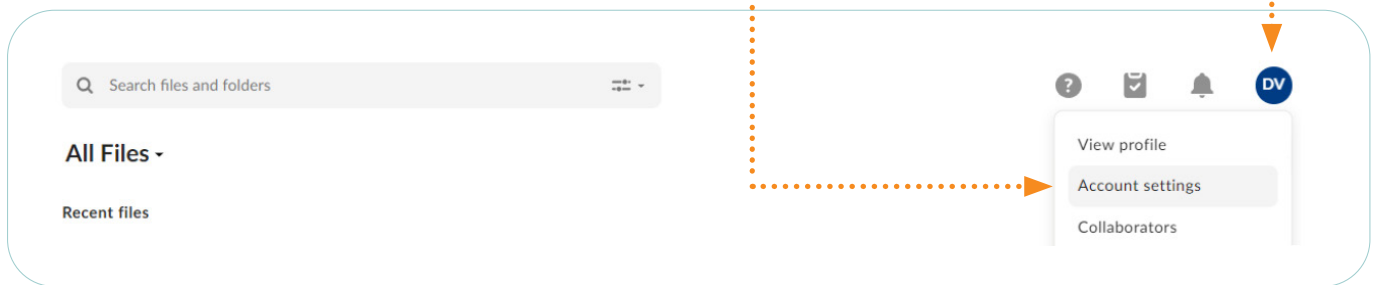 Search files and folders
?
DV
All Files
View profile
Account settings
Recent files
Collaborators